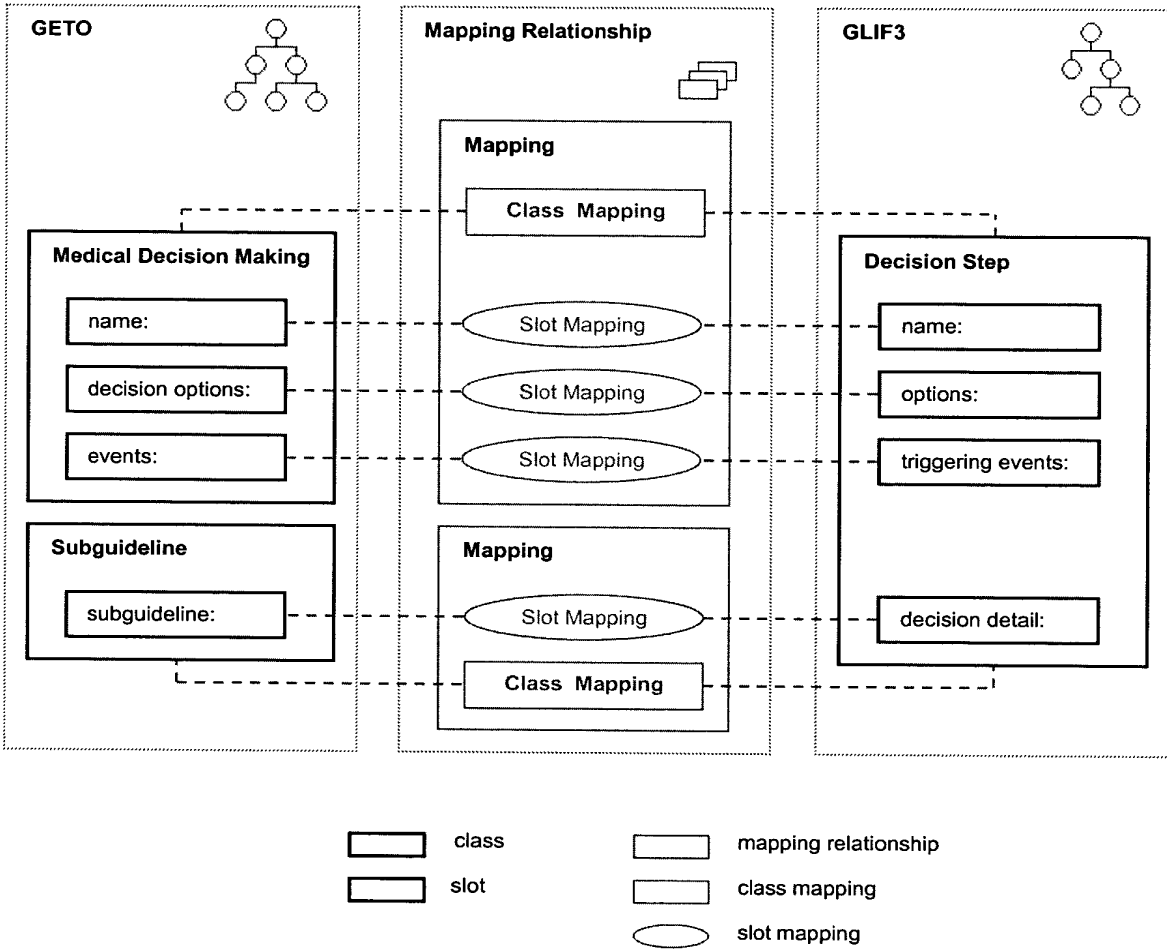 GETO
Mapping Relationship
GLIF3
Mapping
Class Mapping
Medical Decision Making
Decision Step
name:
Slot Mapping
name:
decision options:
Slot Mapping
options:
events:
Slot Mapping
triggering events:
Subguideline
Mapping
subguideline:
Slot Mapping
decision detail:
Class Mapping
class
mapping relationship
slot
class mapping
slot mapping